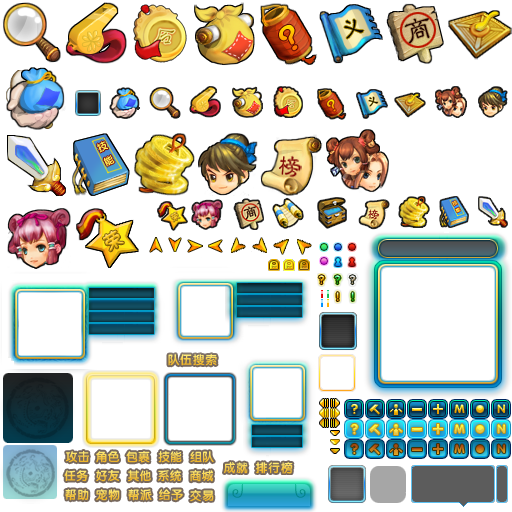 ?
义
商
?
义
技能
榜
商
榜
队伍搜索
? M N
? M N
? M N
攻击 角色 包裹 技能 组队
任务 好友 其他 系统 商城
帮助 宠物 帮派 给予 交易
成就 排行榜